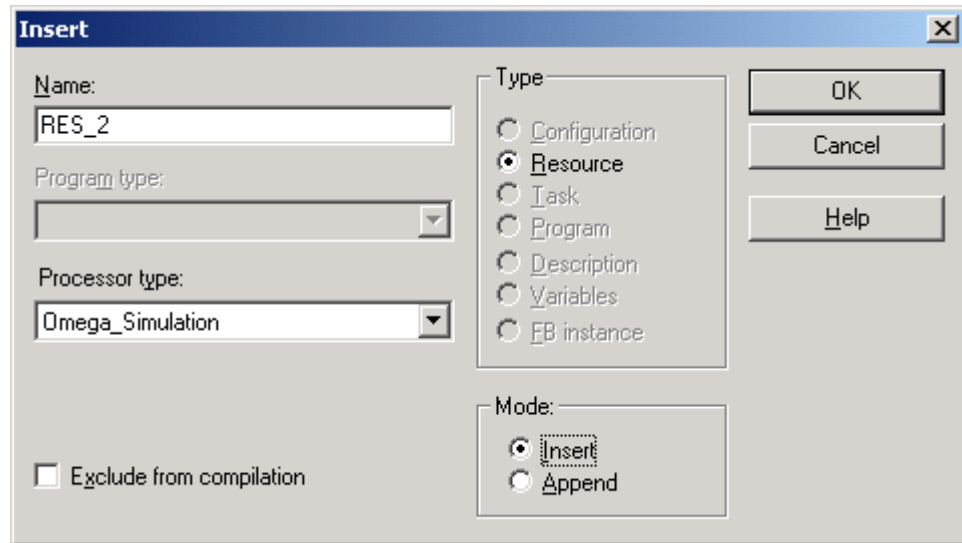 Insert
Name:
RES_2
Program type:
Processor type:
Omega_Simulation
Exclude from compilation
Type
Configuration
Resource
Task
Program
Description
Variables
FB instance
Mode:
Insert
Append
OK
Cancel
Help